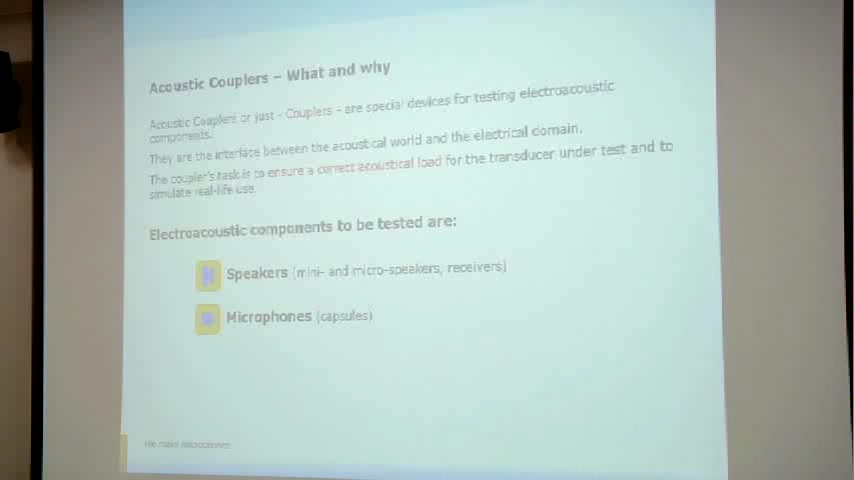 Acoustic Couplers – What and why
Acoustic Couplers or just - Couplers - are special devices for testing electroacoustic
components.
They are the interface between the acoustical world and the electrical domain.
The coupler's task is to ensure a correct acoustical load for the transducer under test and to
simulate real-life use
Electroacoustic components to be tested are:
Speakers (mini- and micro-speakers, receivers)
Microphones (capsules)
We make microphones